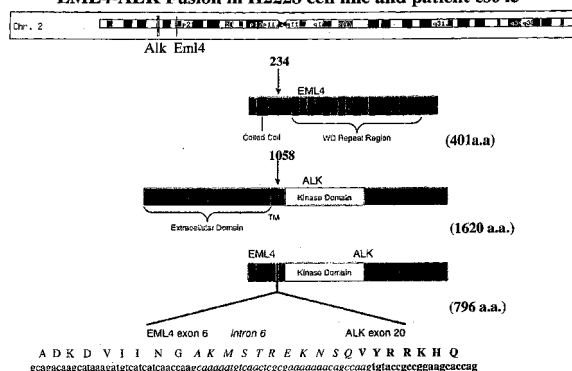 EML4-ALK Fusion in H2228 cell line and patient
Chr. 2
Alk Eml4
234
EML4
Coiled Coil
WD Repeat Region
(401a.a)
1058
ALK
Kinase Domain
TM
Extracellular Domain
(1620 a.a.)
EML4 ALK
Kinase Domain
(796 a.a.)
EML4 exon 6 Intron 6 ALK exon 20
A D K D V I I N G A K M S T R E K N S Q V Y R R K H Q